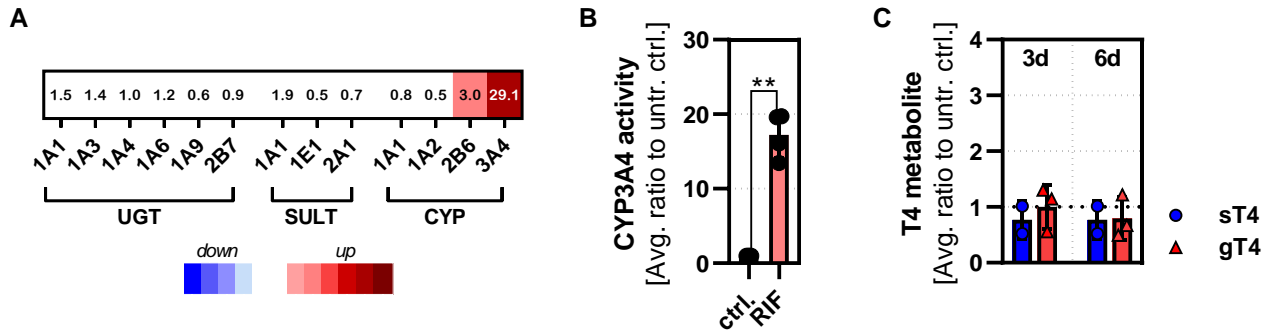 A
1.5 1.4 1.0 1.2 0.6 0.9 1.9 0.5 0.7 0.8 0.5 3.0 29.1
1A1 1A3 1A4 1A6 1A9 2B7 1A1 1E1 2A1 1A1 1A2 2B6 3A4
UGT SULT CYP
down up
B
CYP3A4 activity
[Avg. ratio to untr. ctrl.]
30
20
10
0
**
ctrl. RIF
C
T4 metabolite
[Avg. ratio to untr. ctrl.]
4
3
2
1
0
3d 6d
sT4
gT4